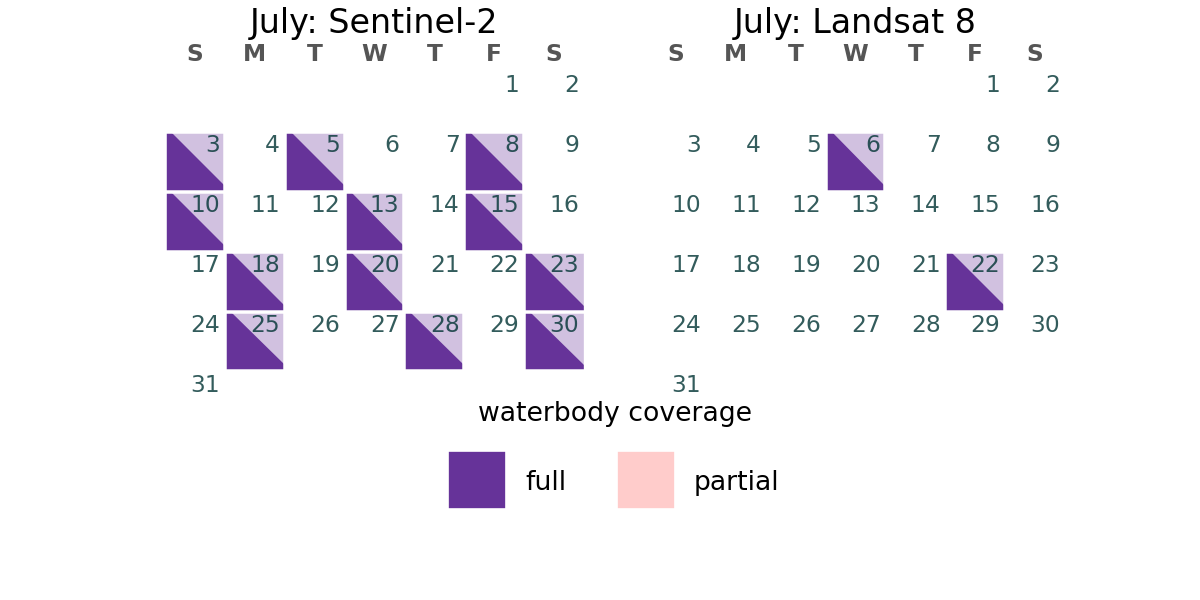 July: Sentinel-2
S M T W T F S
1 2
3 4 5 6 7 8 9
10 11 12 13 14 15 16
17 18 19 20 21 22 23
24 25 26 27 28 29 30
31
July: Landsat 8
S M T W T F S
1 2
3 4 5 6 7 8 9
10 11 12 13 14 15 16
17 18 19 20 21 22 23
24 25 26 27 28 29 30
31
waterbody coverage
full partial